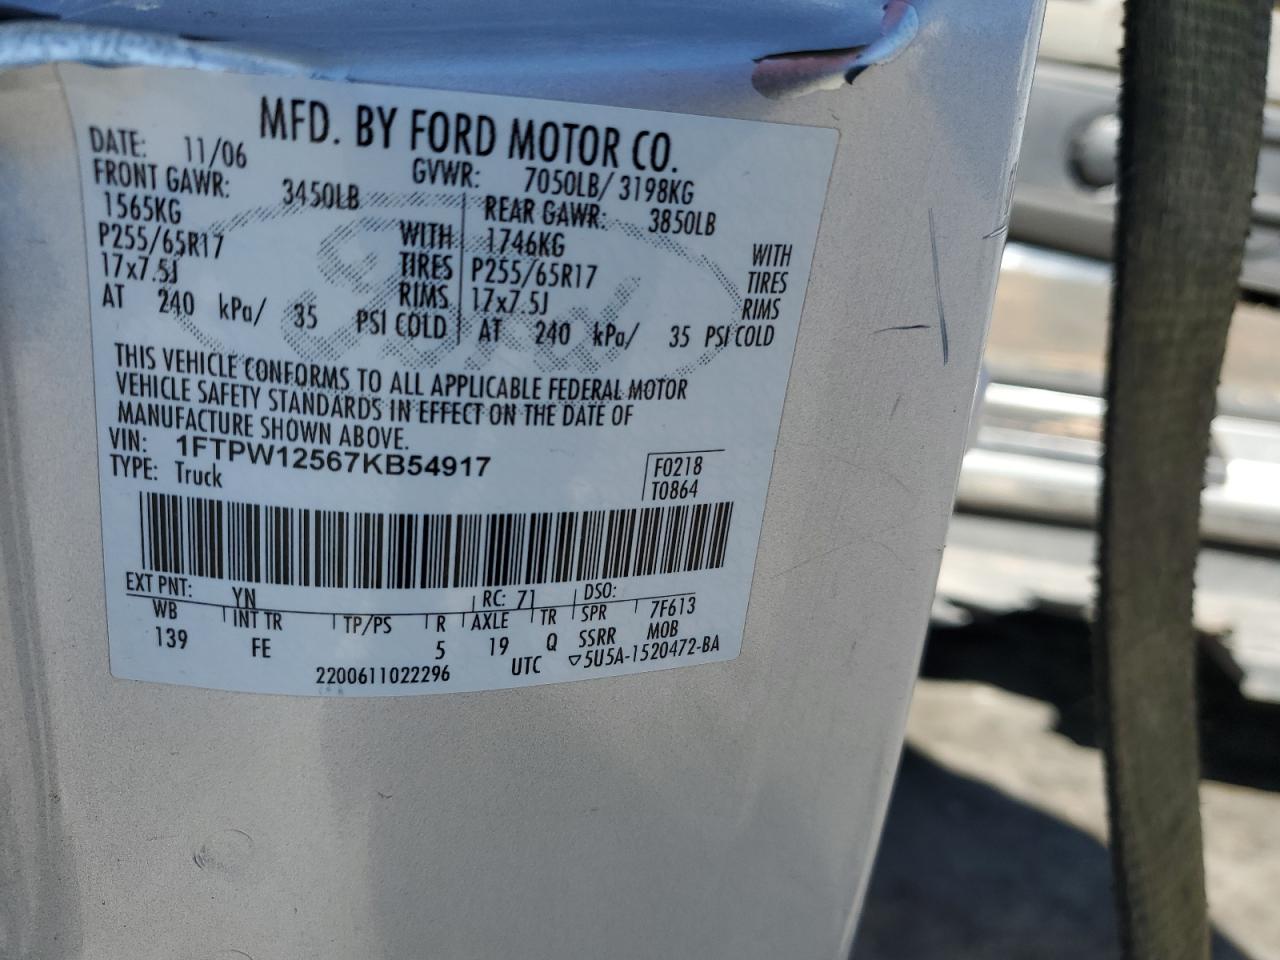 MFD. BY FORD MOTOR CO.
DATE: 11/06 GVWR: 7050LB/ 3198KG
FRONT GAWR: 3450LB REAR GAWR: 3850LB
1565KG WITH 1746KG WITH
P255/65R17 TIRES P255/65R17 TIRES
17x7.5J RIMS 17x7.5J RIMS
AT 240 kPa/ 35 PSI COLD AT 240 kPa/ 35 PSI COLD
Ford
THIS VEHICLE CONFORMS TO ALL APPLICABLE FEDERAL MOTOR
VEHICLE SAFETY STANDARDS IN EFFECT ON THE DATE OF
MANUFACTURE SHOWN ABOVE.
VIN: 1FTPW12567KB54917
TYPE: Truck
F0218
T0864
EXT PNT: YN RC: 71 DSO:
WB INT TR TP/PS R AXLE TR SPR 7F613
139 FE 5 19 Q SSRR MOB
2200611022296 UTC ▽5U5A-1520472-BA